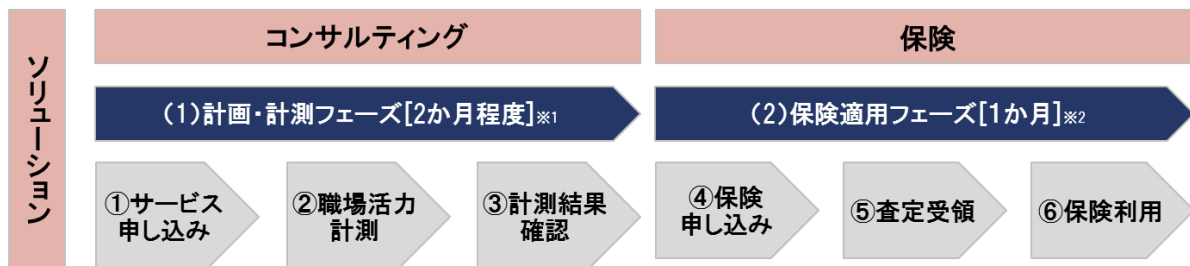 ソリューション
コンサルティング
保険
(1)計画・計測フェーズ[2か月程度]※1
(2)保険適用フェーズ[1か月]※2
①サービス
申し込み
②職場活力
計測
③計測結果
確認
④保険
申し込み
⑤査定受領
⑥保険利用